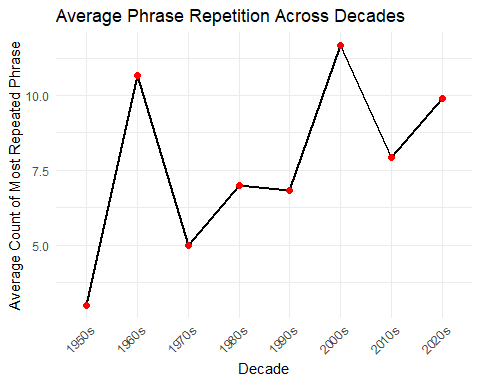 Average Phrase Repetition Across Decades
Average Count of Most Repeated Phrase
10.0
7.5
5.0
1950s
1960s
1970s
1980s
1990s
2000s
2010s
2020s
Decade